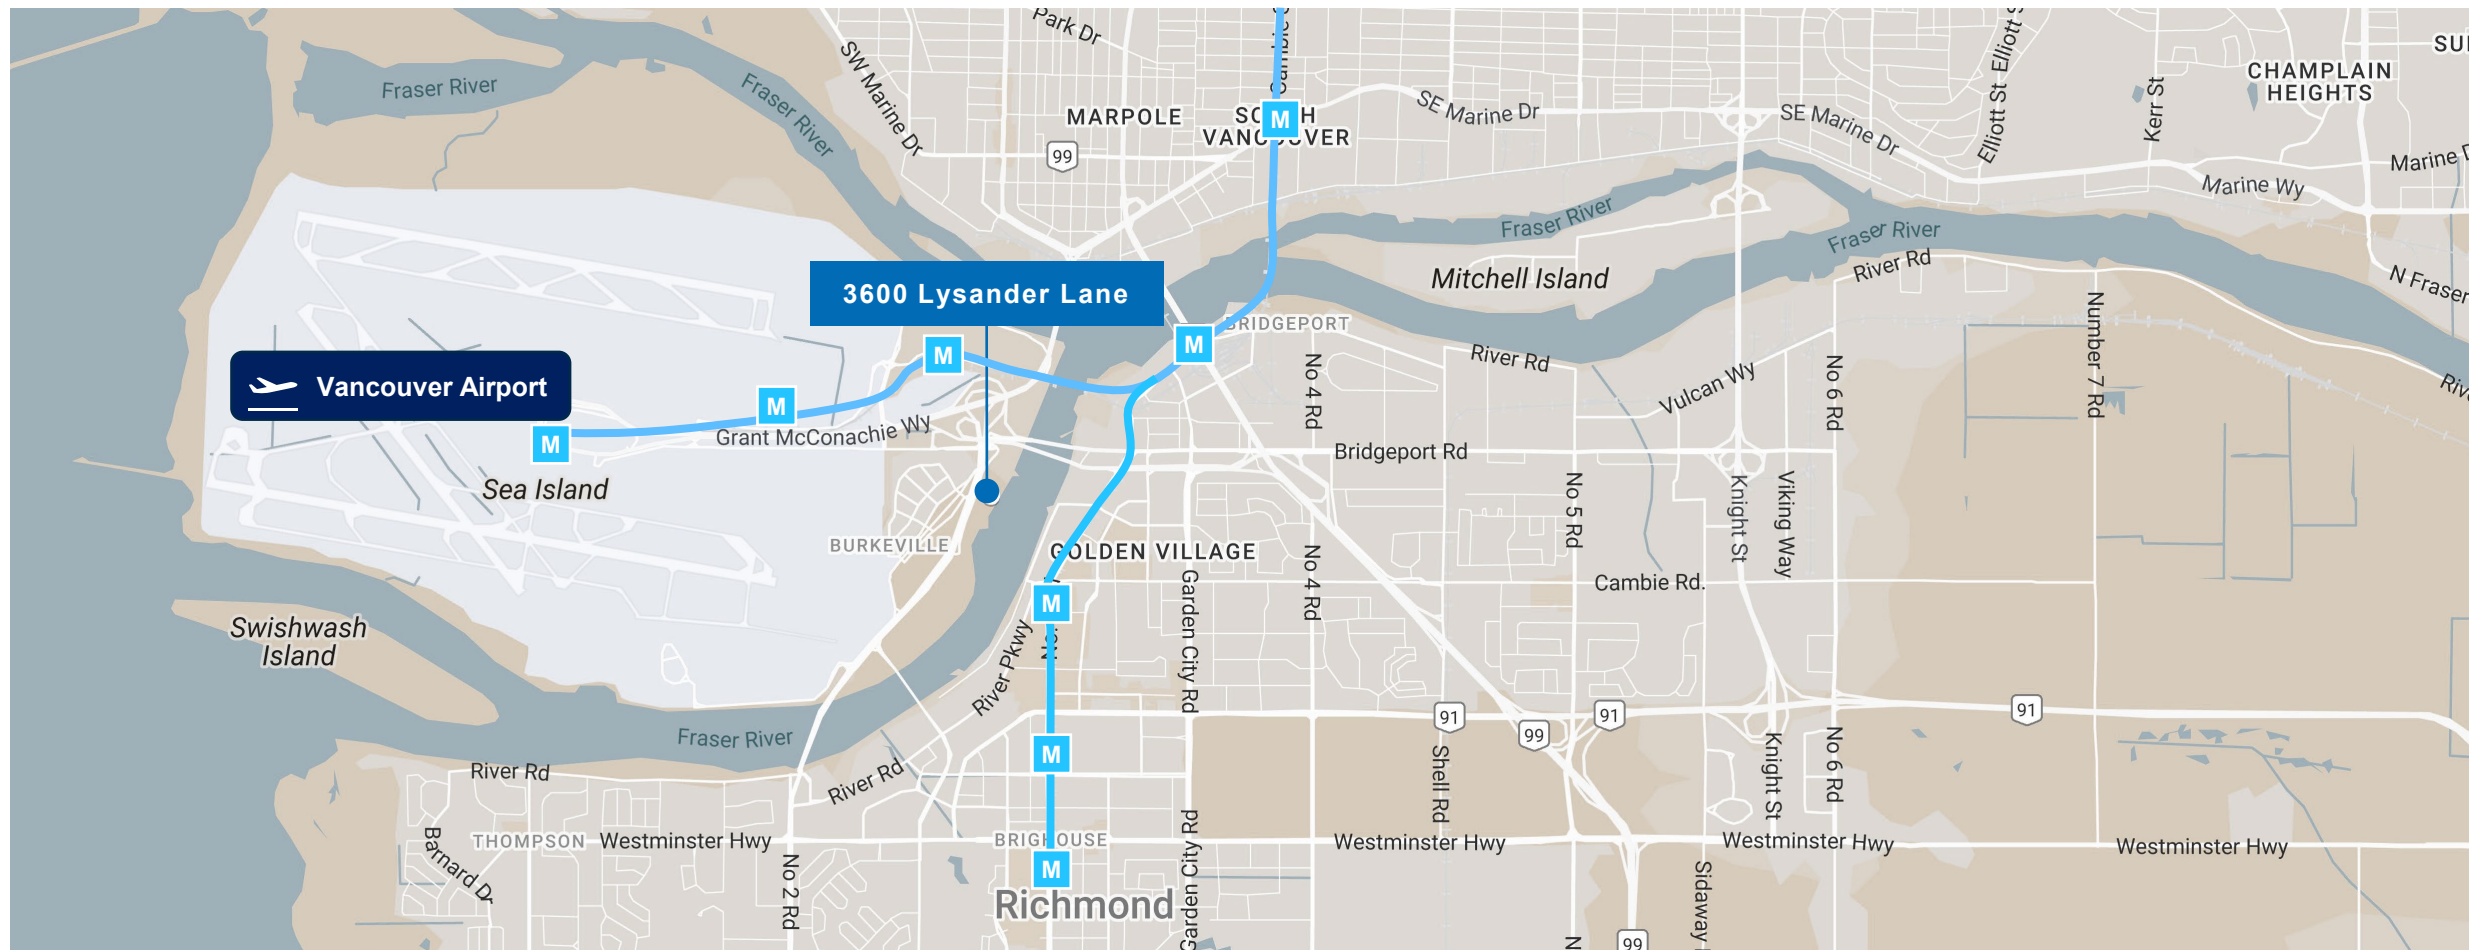 Park Dr
Cambie
SW Marine Dr
Fraser River
Fraser River
MARPOLE
99
M
VANCOUVER
SE Marine Dr
SE Marine Dr
Elliott St
Elliott
Kerr St
CHAMPLAIN
HEIGHTS
Marine
Marine Wy
Fraser River
Fraser River
River Rd
Mitchell Island
N Fraser
3600 Lysander Lane
BRIDGEPORT
M
M
M
M
Vancouver Airport
Grant McConachie Wy
Sea Island
River Rd
No 4 Rd
Vulcan Wy
No 6 Rd
Number 7 Rd
Bridgeport Rd
No 5 Rd
Knight St
Viking Way
BURKEVILLE
GOLDEN VILLAGE
No 4 Rd
Cambie Rd.
Garden City Rd
M
Swishwash
Island
River Pkwy
Fraser River
91
99
91
91
M
River Rd
River Rd
Shell Rd
Knight St
No 6 Rd
Barnard Dr
THOMPSON
Westminster Hwy
BRIGHOUSE
Westminster Hwy
Westminster Hwy
Westminster Hwy
M
No 2 Rd
Garden City Rd
Sidaway
Richmond
99